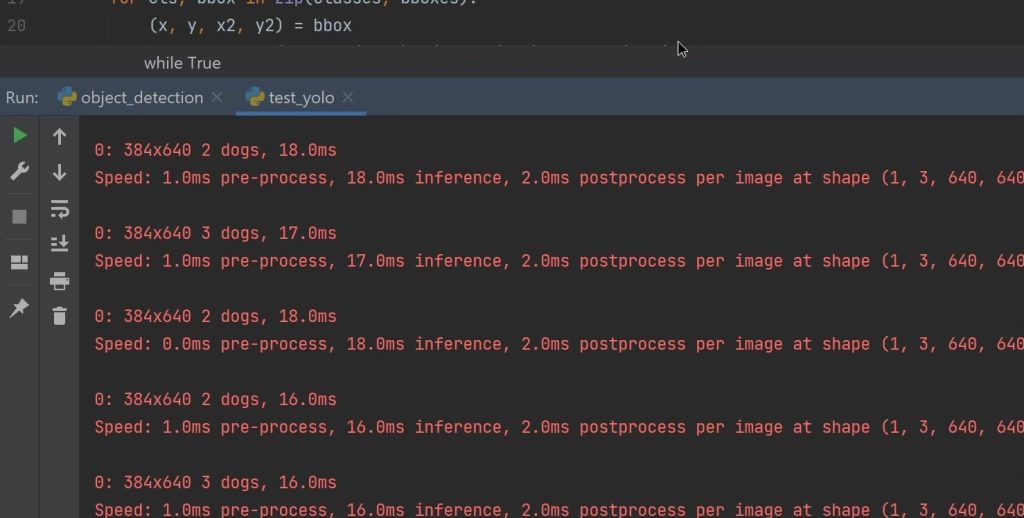 for cls, bbox in zip(classes, bboxes):
20 (x, y, x2, y2) = bbox
while True
Run: object_detection test_yolo
0: 384x640 2 dogs, 18.0ms
Speed: 1.0ms pre-process, 18.0ms inference, 2.0ms postprocess per image at shape (1, 3, 640, 640
0: 384x640 3 dogs, 17.0ms
Speed: 1.0ms pre-process, 17.0ms inference, 2.0ms postprocess per image at shape (1, 3, 640, 640
0: 384x640 2 dogs, 18.0ms
Speed: 0.0ms pre-process, 18.0ms inference, 2.0ms postprocess per image at shape (1, 3, 640, 640
0: 384x640 2 dogs, 16.0ms
Speed: 1.0ms pre-process, 16.0ms inference, 2.0ms postprocess per image at shape (1, 3, 640, 640
0: 384x640 3 dogs, 16.0ms
Speed: 1.0ms pre-process, 16.0ms inference, 2.0ms postprocess per image at shape (1, 3, 640, 640